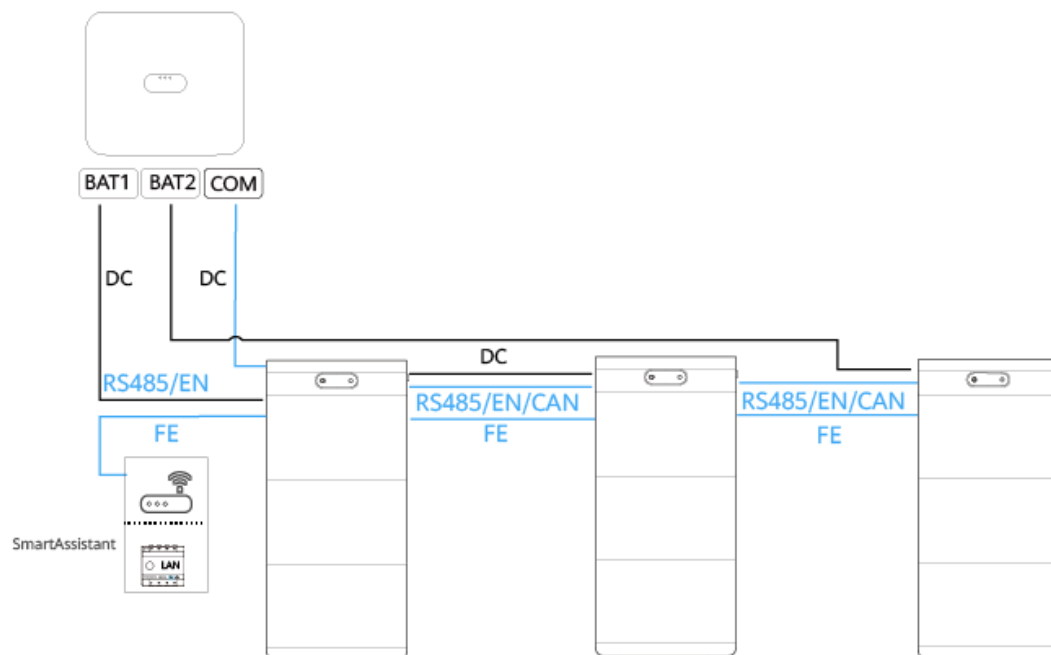 BAT1 BAT2 COM
DC DC
DC
RS485/EN RS485/EN/CAN RS485/EN/CAN
FE FE FE
SmartAssistant
LAN